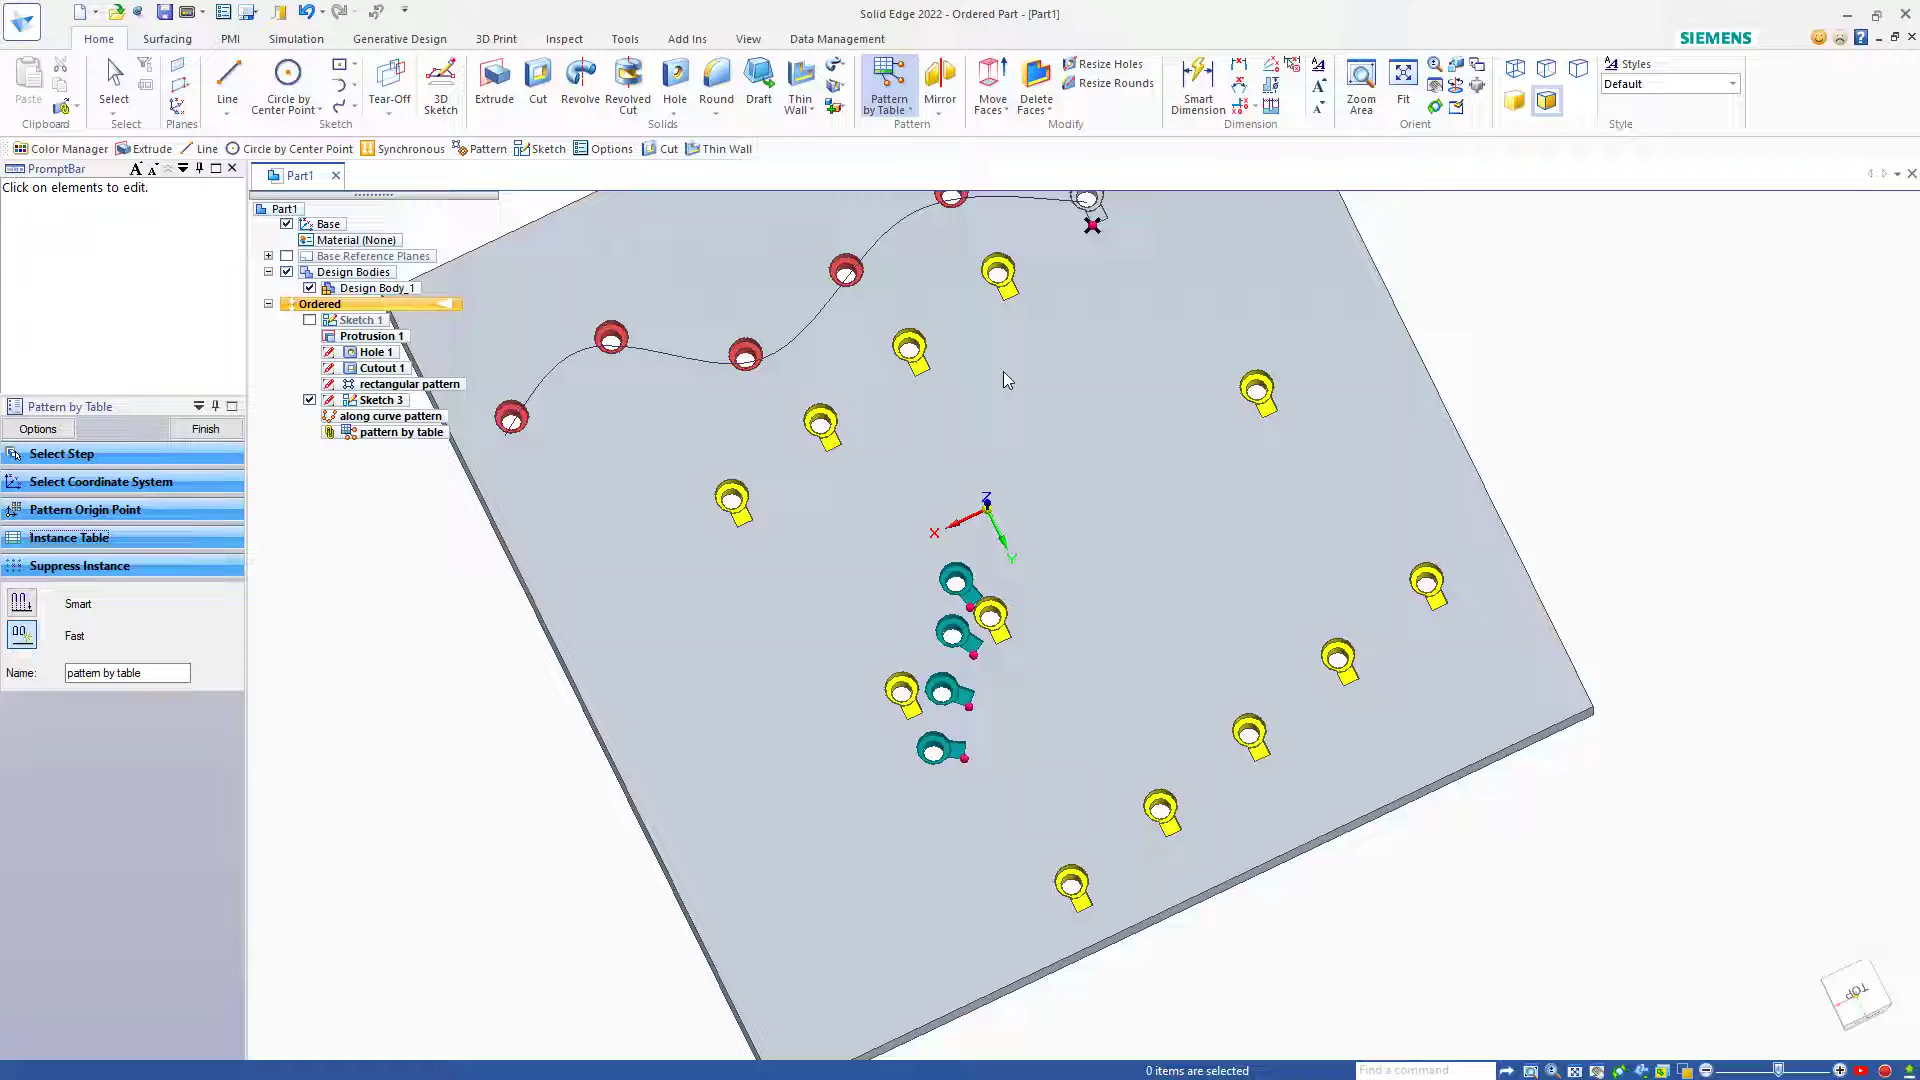 Solid Edge 2022 - Ordered Part - [Part1]
Home Surfacing PMI Simulation Generative Design 3D Print Inspect Tools Add Ins View Data Management
SIEMENS
Paste
Clipboard
Select
Select
Planes
Line
Circle by
Center Point
Tear-Off
3D
Sketch
Sketch
Extrude
Cut
Revolve
Revolved
Cut
Hole
Round
Draft
Thin
Wall
Solids
Pattern
by Table
Mirror
Pattern
Move
Faces
Delete
Faces
Resize Holes
Resize Rounds
Modify
Smart
Dimension
Dimension
Zoom
Area
Fit
Orient
Styles
Default
Style
Color Manager Extrude Line Circle by Center Point Synchronous Pattern Sketch Options Cut Thin Wall
PromptBar
Click on elements to edit.
Part1
Part1
Base
Material (None)
Base Reference Planes
Design Bodies
Design Body_1
Ordered
Sketch 1
Protrusion 1
Hole 1
Cutout 1
rectangular pattern
Sketch 3
along curve pattern
pattern by table
Pattern by Table
Options Finish
Select Step
Select Coordinate System
Pattern Origin Point
Instance Table
Suppress Instance
Smart
Fast
Name: pattern by table
Z
X
Y
TOP
0 items are selected
Find a command